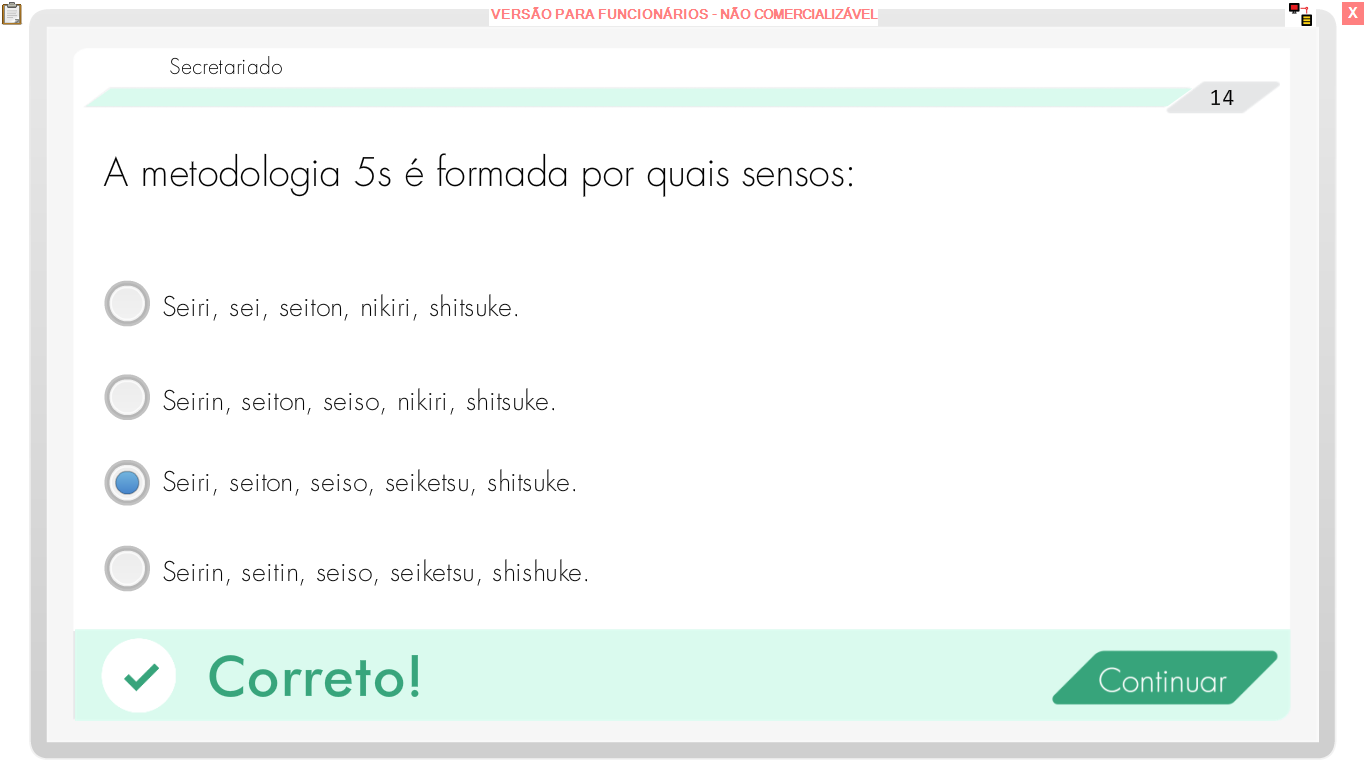 VERSÃO PARA FUNCIONÁRIOS - NÃO COMERCIALIZÁVEL
X
Secretariado
14
A metodologia 5s é formada por quais sensos:
Seiri, sei, seiton, nikiri, shitsuke.
Seirin, seiton, seiso, nikiri, shitsuke.
Seiri, seiton, seiso, seiketsu, shitsuke.
Seirin, seitin, seiso, seiketsu, shishuke.
Correto!
Continuar